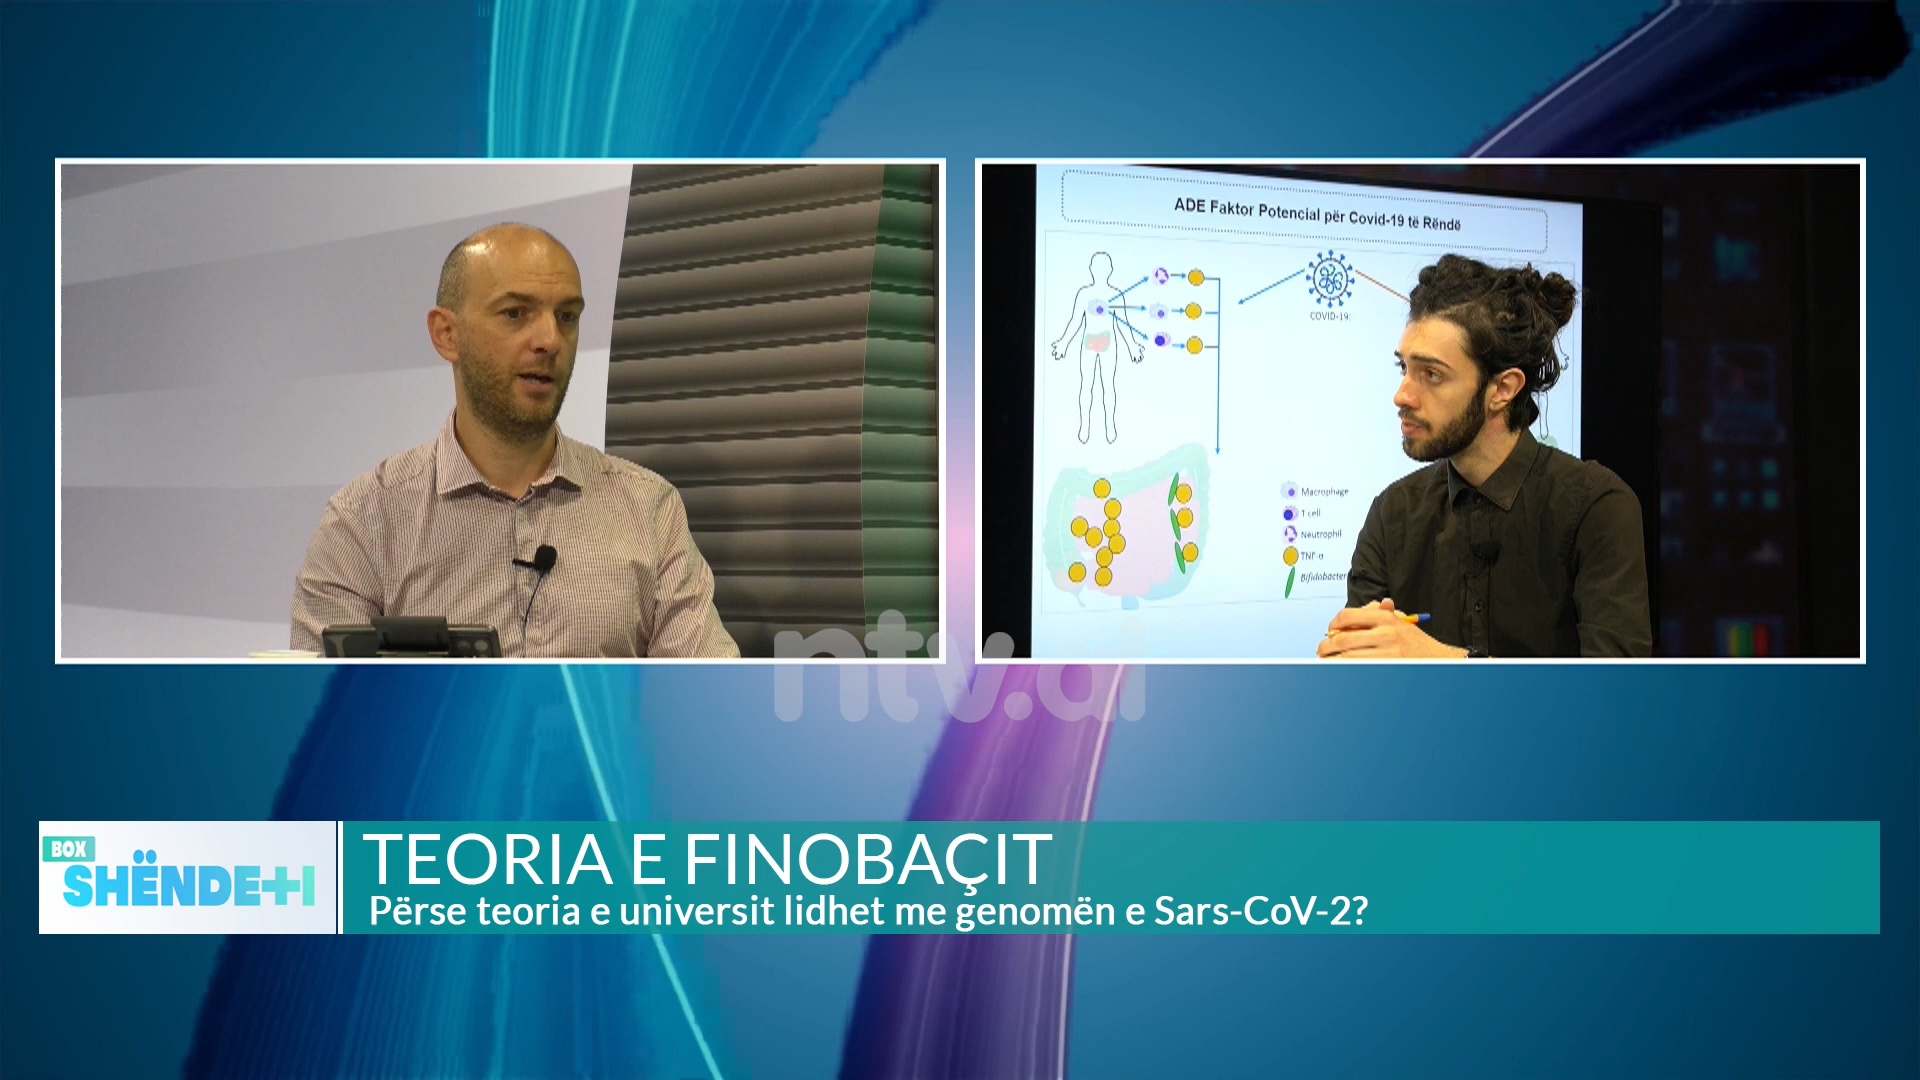 ADE Faktor Potencial për Covid-19 të Rëndë
COVID-19:
Macrophage
T cell
Neutrophil
TNF-α
Bifidobacter
ntv.al
BOX
SHËNDETI
TEORIA E FINOBAÇIT
Përse teoria e universit lidhet me genomën e Sars-CoV-2?